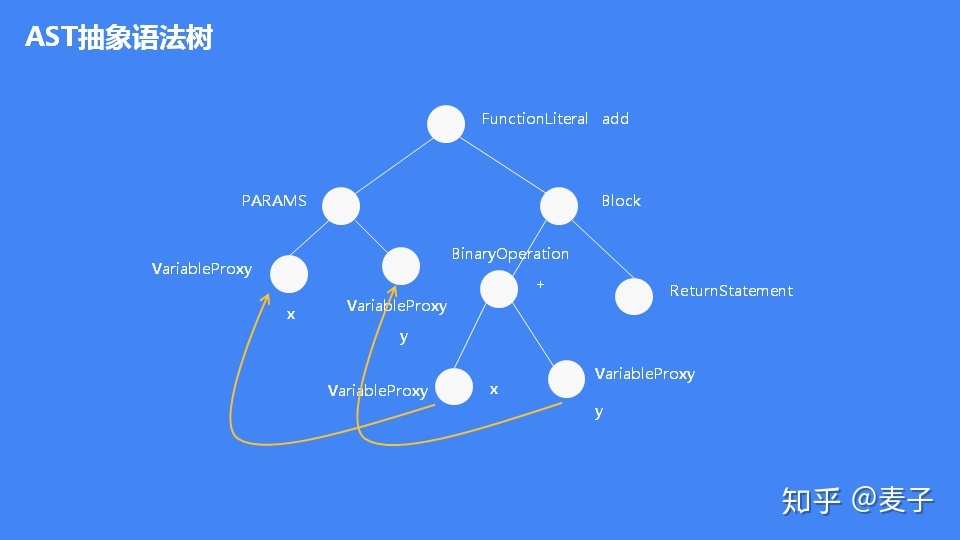 AST抽象语法树
FunctionLiteral add
PARAMS
Block
VariableProxy
x
VariableProxy
y
BinaryOperation
+
ReturnStatement
VariableProxy
x
VariableProxy
y
知乎 @麦子